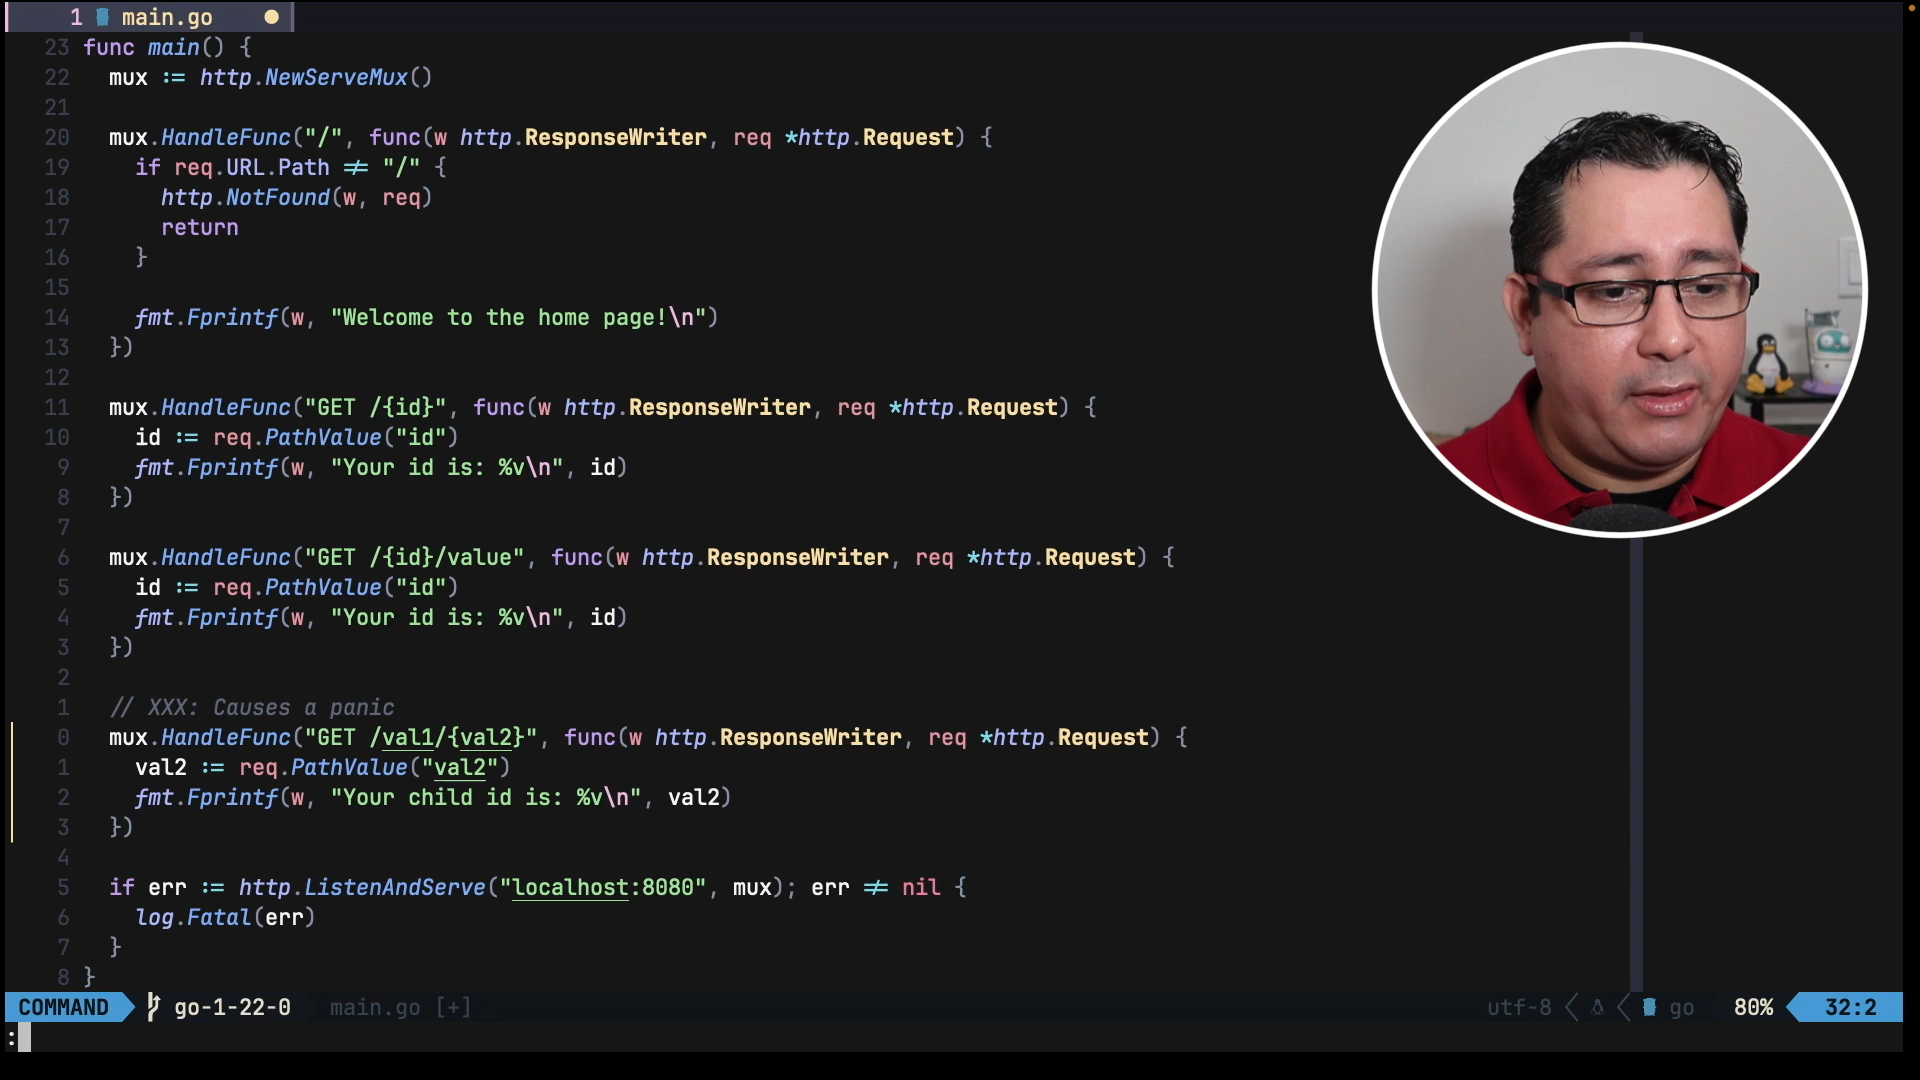 1 main.go
23 func main() {
22 mux := http.NewServeMux()
21
20 mux.HandleFunc("/", func(w http.ResponseWriter, req *http.Request) {
19 if req.URL.Path != "/" {
18 http.NotFound(w, req)
17 return
16 }
15
14 fmt.Fprintf(w, "Welcome to the home page!\n")
13 })
12
11 mux.HandleFunc("GET /{id}", func(w http.ResponseWriter, req *http.Request) {
10 id := req.PathValue("id")
9 fmt.Fprintf(w, "Your id is: %v\n", id)
8 })
7
6 mux.HandleFunc("GET /{id}/value", func(w http.ResponseWriter, req *http.Request) {
5 id := req.PathValue("id")
4 fmt.Fprintf(w, "Your id is: %v\n", id)
3 })
2
1 // XXX: Causes a panic
0 mux.HandleFunc("GET /val1/{val2}", func(w http.ResponseWriter, req *http.Request) {
1 val2 := req.PathValue("val2")
2 fmt.Fprintf(w, "Your child id is: %v\n", val2)
3 })
4
5 if err := http.ListenAndServe("localhost:8080", mux); err != nil {
6 log.Fatal(err)
7 }
8 }
COMMAND go-1-22-0 main.go [+] utf-8 go 80% 32:2
: